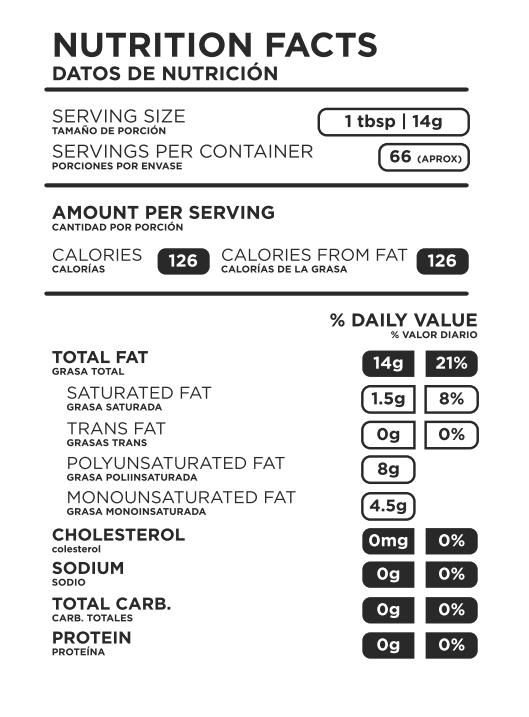 NUTRITION FACTS
DATOS DE NUTRICIÓN
SERVING SIZE 1 tbsp | 14g
TAMAÑO DE PORCIÓN
SERVINGS PER CONTAINER 66 (APROX)
PORCIONES POR ENVASE
AMOUNT PER SERVING
CANTIDAD POR PORCIÓN
CALORIES 126 CALORIES FROM FAT 126
CALORÍAS CALORÍAS DE LA GRASA
% DAILY VALUE
% VALOR DIARIO
TOTAL FAT 14g 21%
GRASA TOTAL
SATURATED FAT 1.5g 8%
GRASA SATURADA
TRANS FAT 0g 0%
GRASAS TRANS
POLYUNSATURATED FAT 8g
GRASA POLIINSATURADA
MONOUNSATURATED FAT 4.5g
GRASA MONOINSATURADA
CHOLESTEROL 0mg 0%
colesterol
SODIUM 0g 0%
SODIO
TOTAL CARB. 0g 0%
CARB. TOTALES
PROTEIN 0g 0%
PROTEÍNA